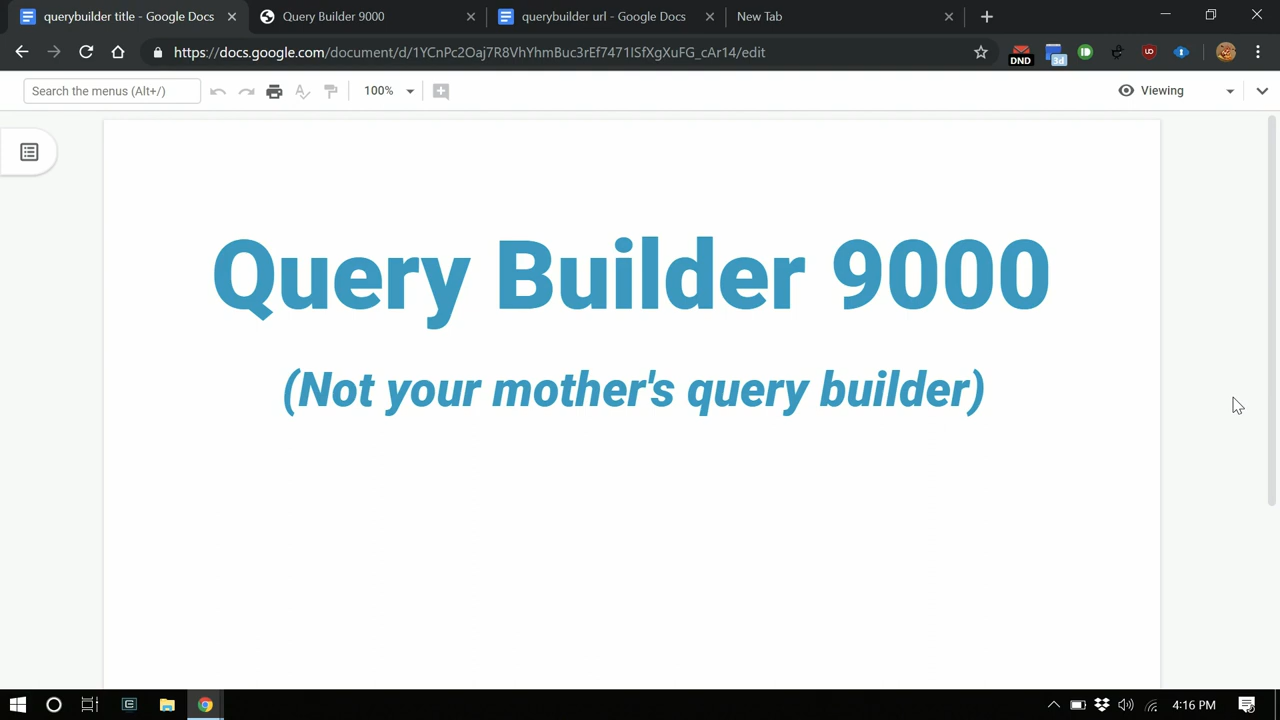 querybuilder title - Google Docs
Query Builder 9000
querybuilder url - Google Docs
New Tab
https://docs.google.com/document/d/1YCnPc2Oaj7R8VhYhmBuc3rEf7471ISfXgXuFG_cAr14/edit
DND
3d
Search the menus (Alt+/)
100%
Viewing
Query Builder 9000
(Not your mother's query builder)
4:16 PM